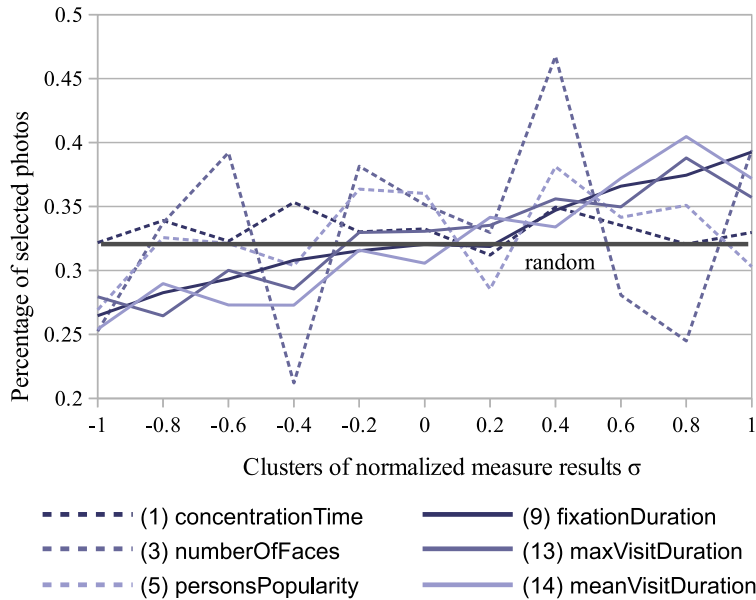 Percentage of selected photos
0.5
0.45
0.4
0.35
0.3
0.25
0.2
random
-1 -0.8 -0.6 -0.4 -0.2 0 0.2 0.4 0.6 0.8 1
Clusters of normalized measure results σ
(1) concentrationTime (9) fixationDuration
(3) numberOfFaces (13) maxVisitDuration
(5) personsPopularity (14) meanVisitDuration